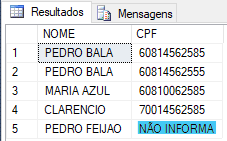 Resultados Mensagens
NOME CPF
1 PEDRO BALA 60814562585
2 PEDRO BALA 60814562555
3 MARIA AZUL 60810062585
4 CLARENCIO 70014562585
5 PEDRO FEIJAO NÃO INFORMA